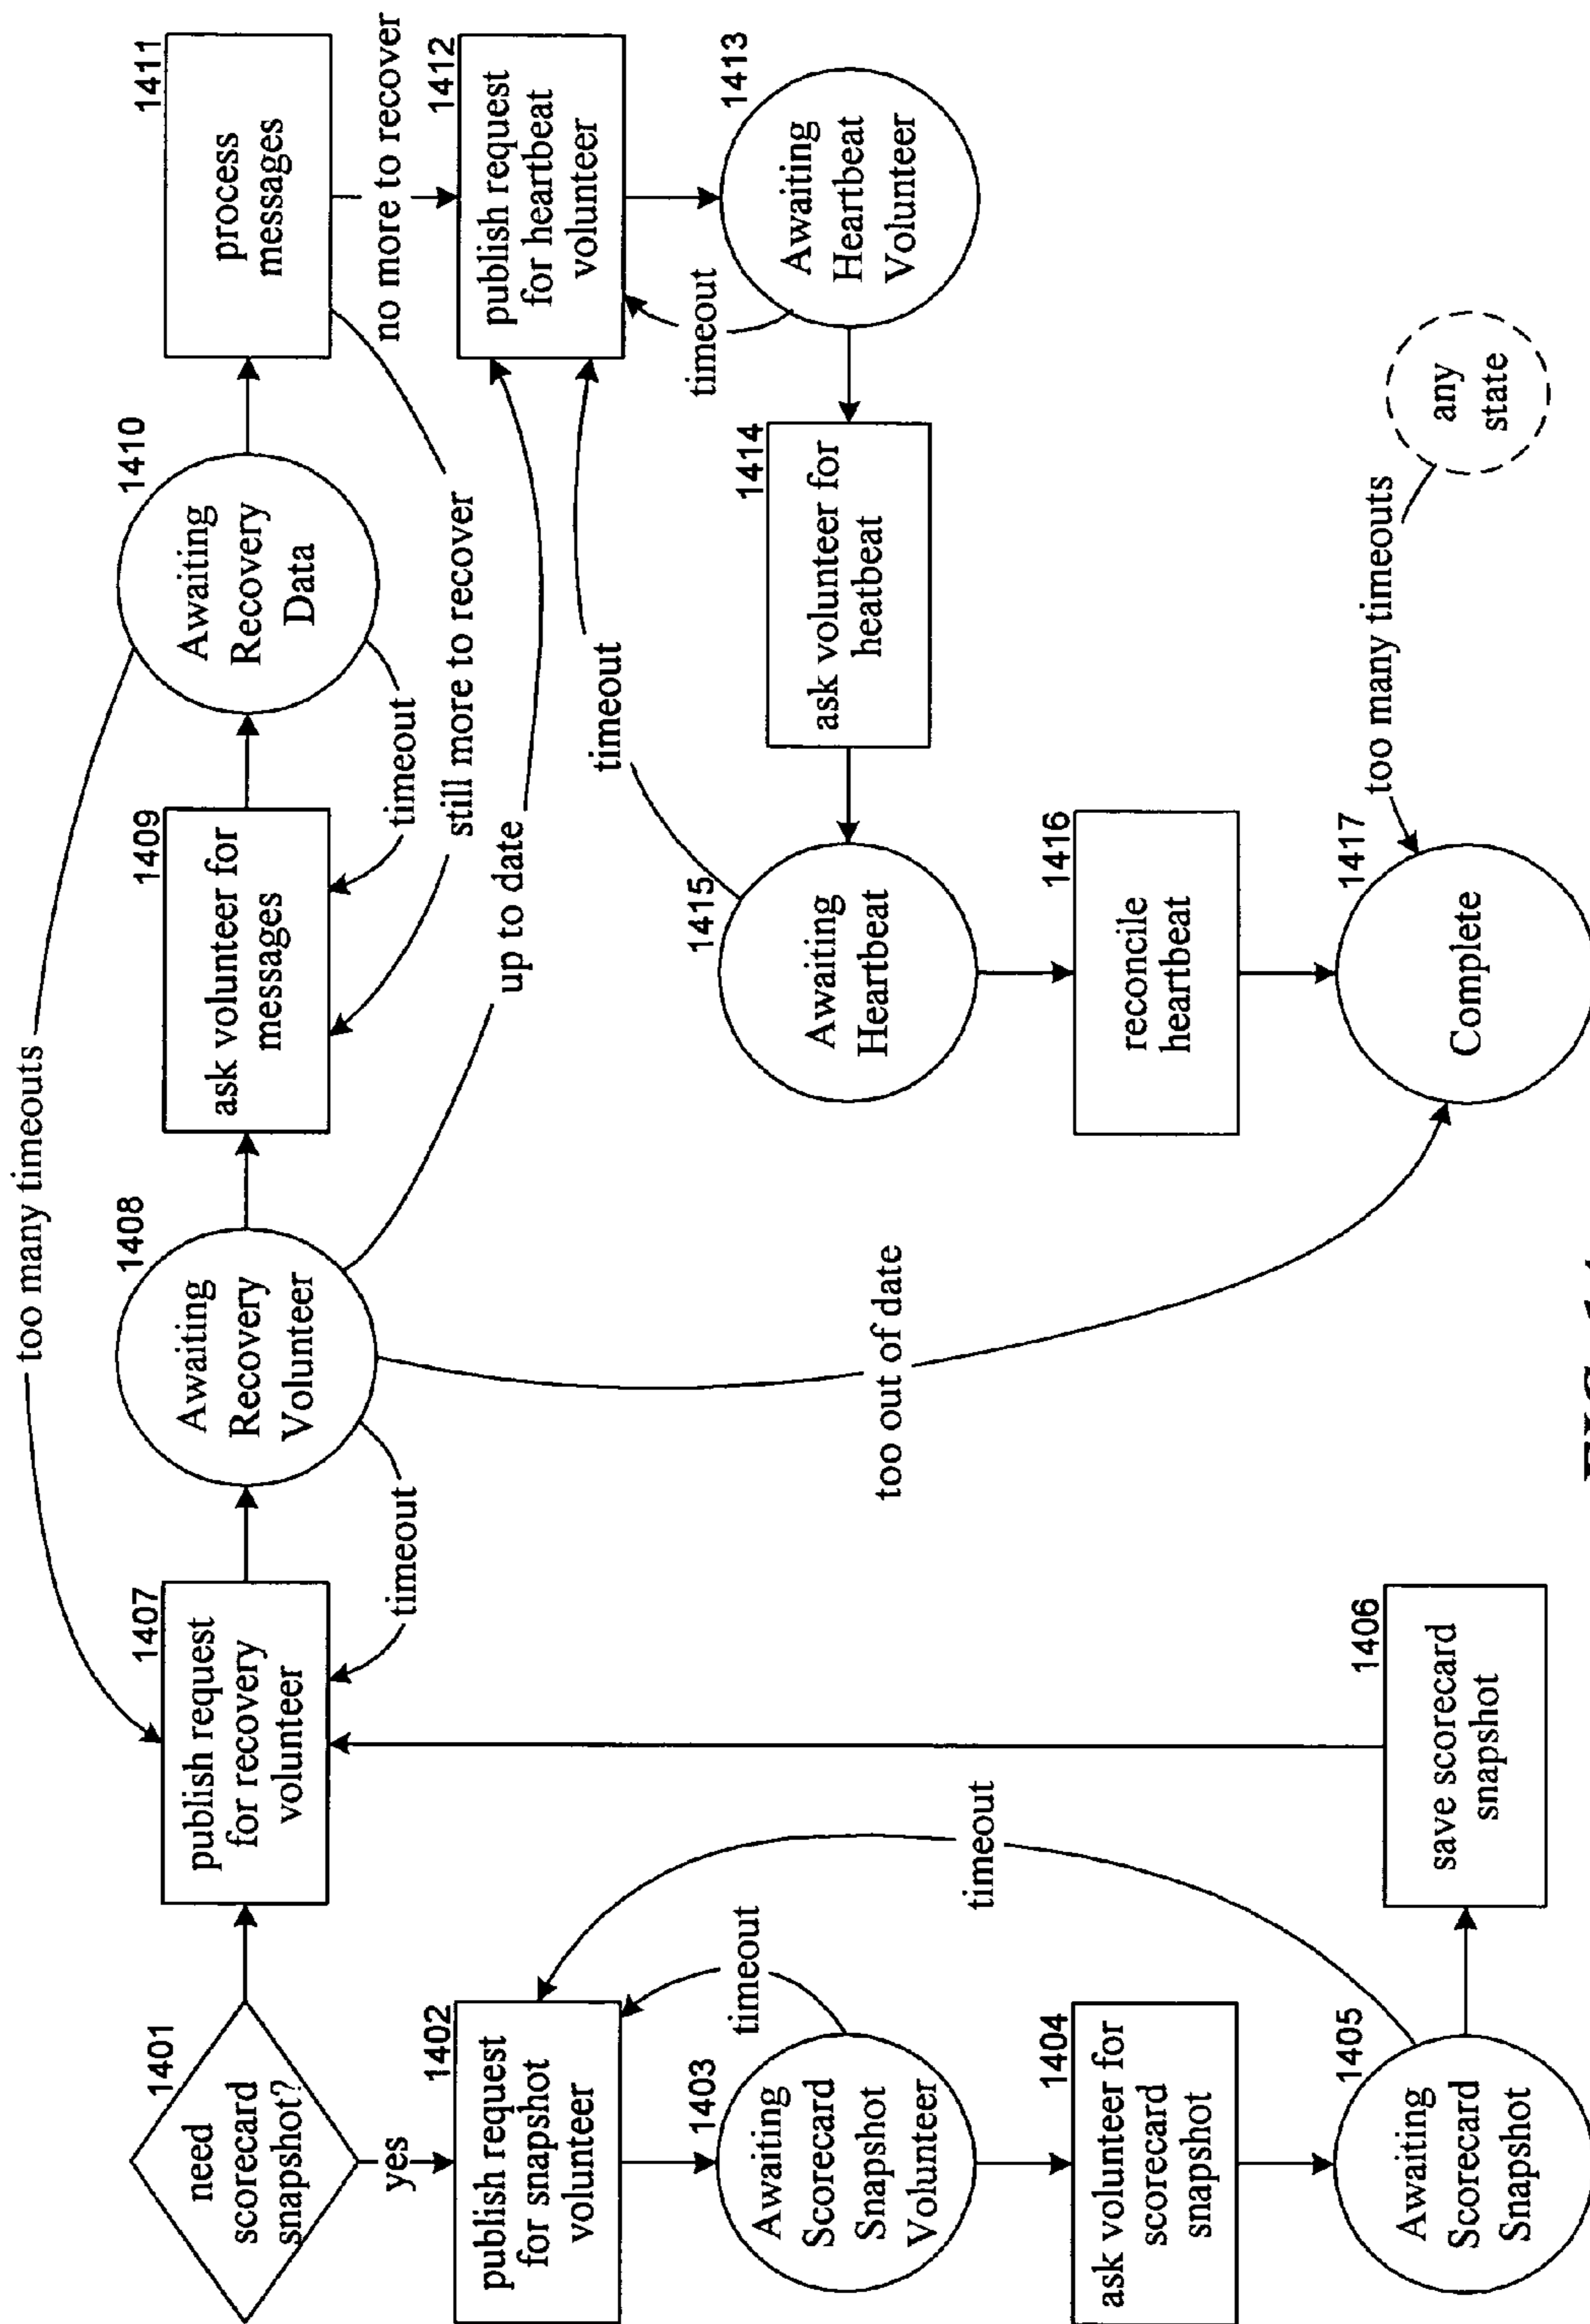 1401
need
scorecard
snapshot?
yes
1402
publish request
for snapshot
volunteer
timeout
1403
Awaiting
Scorecard
Snapshot
Volunteer
1404
ask volunteer for
scorecard
snapshot
1405
Awaiting
Scorecard
Snapshot
timeout
1406
save scorecard
snapshot
1407
publish request
for recovery
volunteer
timeout
too many timeouts
1408
Awaiting
Recovery
Volunteer
too out of date
up to date
1409
ask volunteer for
messages
timeout
still more to recover
1410
Awaiting
Recovery
Data
1411
process
messages
no more to recover
1412
publish request
for heartbeat
volunteer
timeout
1413
Awaiting
Heartbeat
Volunteer
1414
ask volunteer for
heatbeat
timeout
1415
Awaiting
Heartbeat
1416
reconcile
heartbeat
1417
Complete
too many timeouts
any
state